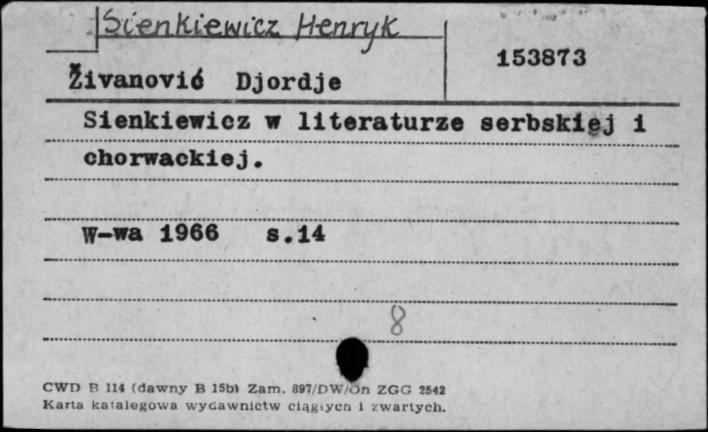 Sienkiewicz Henryk
153873
Živanović Djordje
Sienkiewicz w literaturze serbskiej i
chorwackiej.
W-wa 1966 s.14
8
CWD B 114 (dawny B 15b) Zam. 897/DW/On ZGG 2542
Karta katalogowa wydawnictw ciągłych i zwartych.